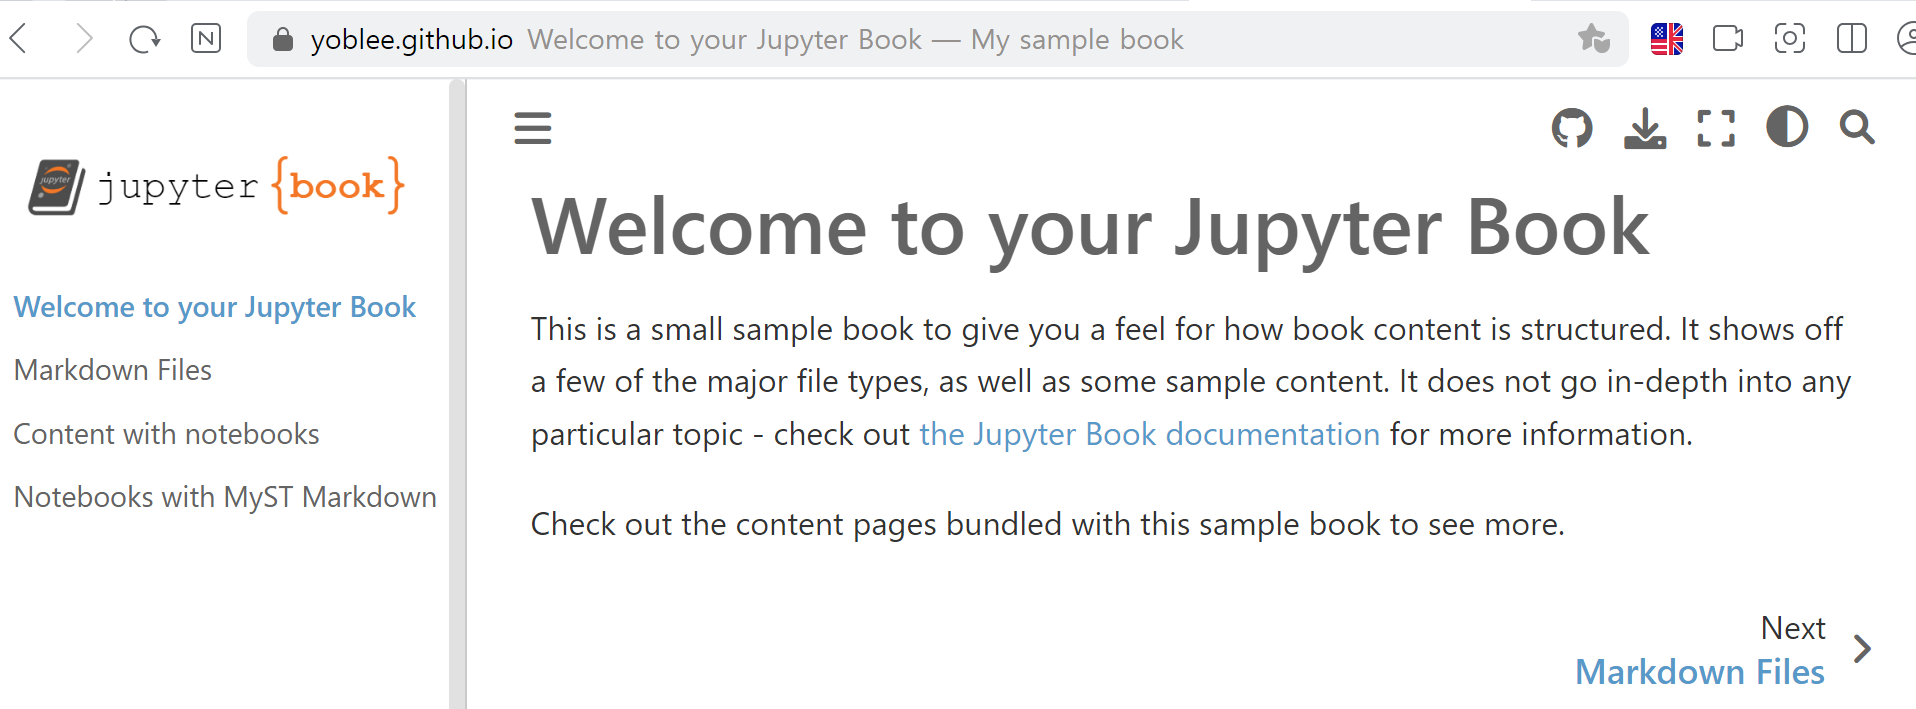 N
yoblee.github.io Welcome to your Jupyter Book — My sample book
jupyter
jupyter {book}
Welcome to your Jupyter Book
Markdown Files
Content with notebooks
Notebooks with MyST Markdown
Welcome to your Jupyter Book
This is a small sample book to give you a feel for how book content is structured. It shows off
a few of the major file types, as well as some sample content. It does not go in-depth into any
particular topic - check out the Jupyter Book documentation for more information.
Check out the content pages bundled with this sample book to see more.
Next
Markdown Files